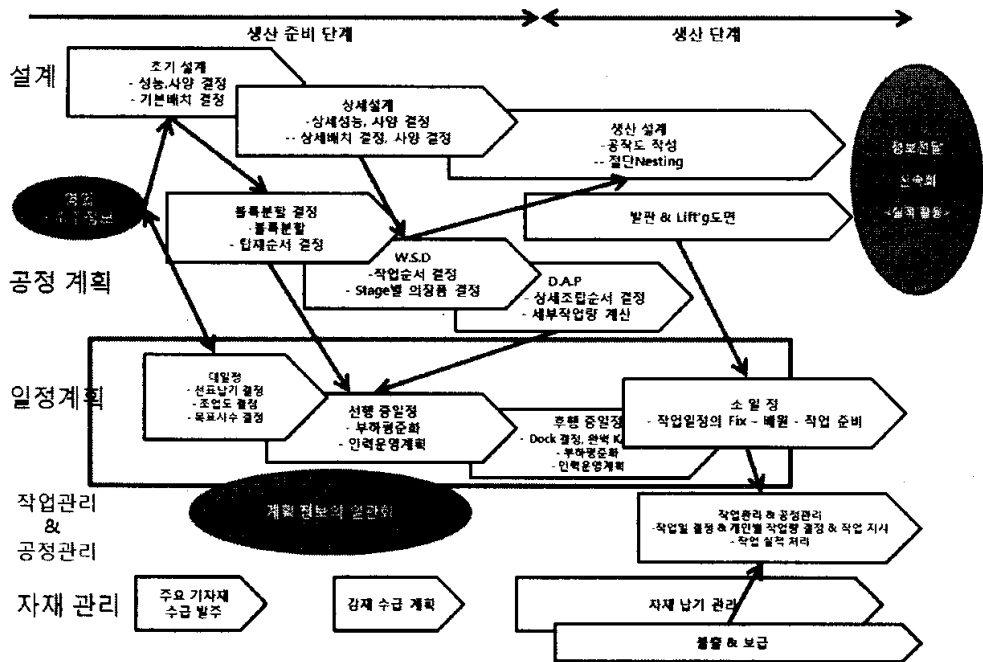 생산 준비 단계
생산 단계
설계
초기 설계
- 성능,사양 결정
- 기본배치 결정
상세설계
-상세성능, 사양 결정
-- 상세배치 결정, 사양 결정
생산 설계
-공작도 작성
-- 절단Nesting
정보전달
신속화
영업
블록분할 결정
-블록분할
- 탑재순서 결정
발판 & Lift'g도면
공정 계획
W.S.D
-작업순서 결정
- Stage별 의장품 결정
D.A.P
- 상세조립순서 결정
- 세부작업량 계산
일정계획
대일정
- 선표납기 결정
- 조업도 결정
- 목표시수 결정
선행 중일정
- 부하평준화
- 인력운영계획
후행 중일정
- Dock 결정, 안벽
- 부하평준화
- 인력운영계획
소 일 정
- 작업일정의 Fix - 배원 - 작업 준비
작업관리
&
공정관리
계획 정보의 일관화
작업관리 & 공정관리
-작업일 결정 & 개인별 작업량 결정 & 작업 지시
- 작업 실적 처리
자재 관리
주요 기자재
수급 발주
강재 수급 계획
자재 납기 관리
불출 & 보급